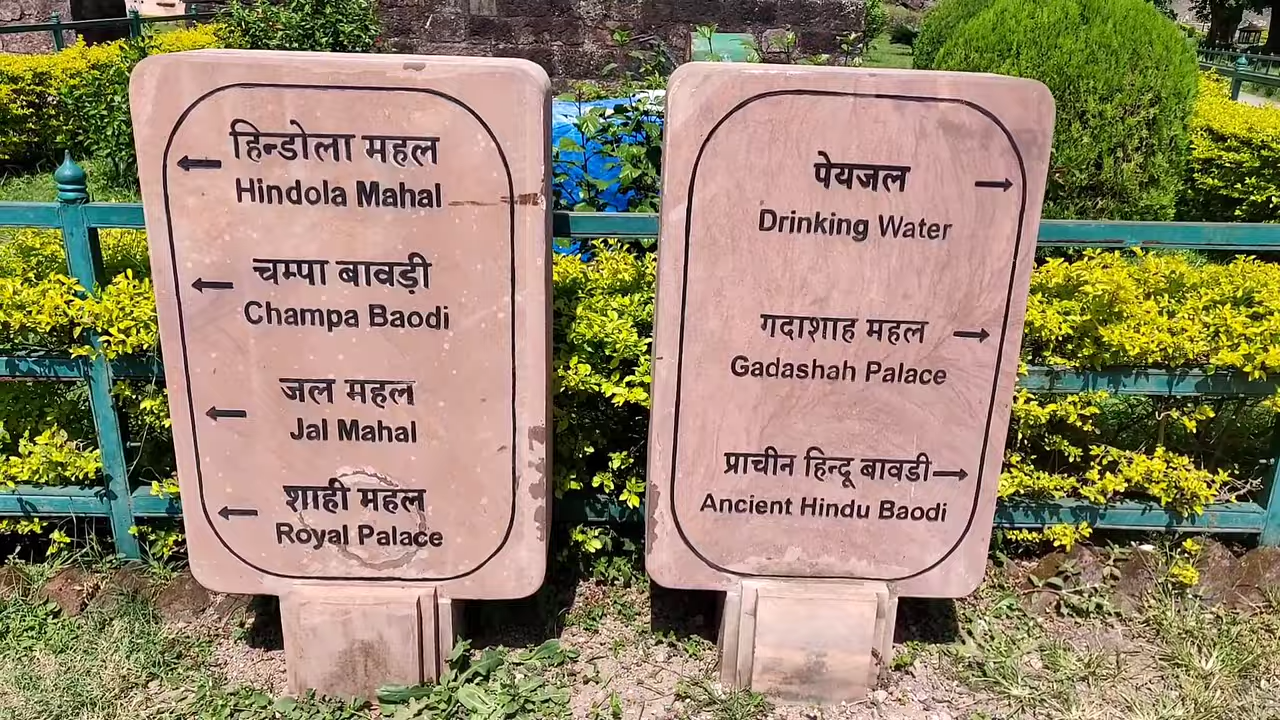 हिन्डोला महल
Hindola Mahal
चम्पा बावड़ी
Champa Baodi
जल महल
Jal Mahal
शाही महल
Royal Palace
पेयजल
Drinking Water
गदाशाह महल
Gadashah Palace
प्राचीन हिन्दू बावडी
Ancient Hindu Baodi